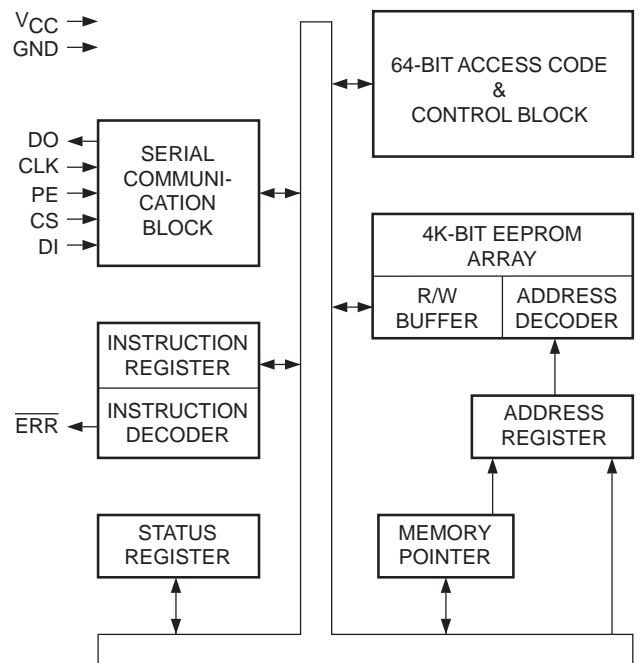 VCC
GND
64-BIT ACCESS CODE
&
CONTROL BLOCK
DO
CLK
PE
CS
DI
SERIAL
COMMUNI-
CATION
BLOCK
4K-BIT EEPROM
ARRAY
R/W
BUFFER
ADDRESS
DECODER
INSTRUCTION
REGISTER
INSTRUCTION
DECODER
ERR
ADDRESS
REGISTER
STATUS
REGISTER
MEMORY
POINTER